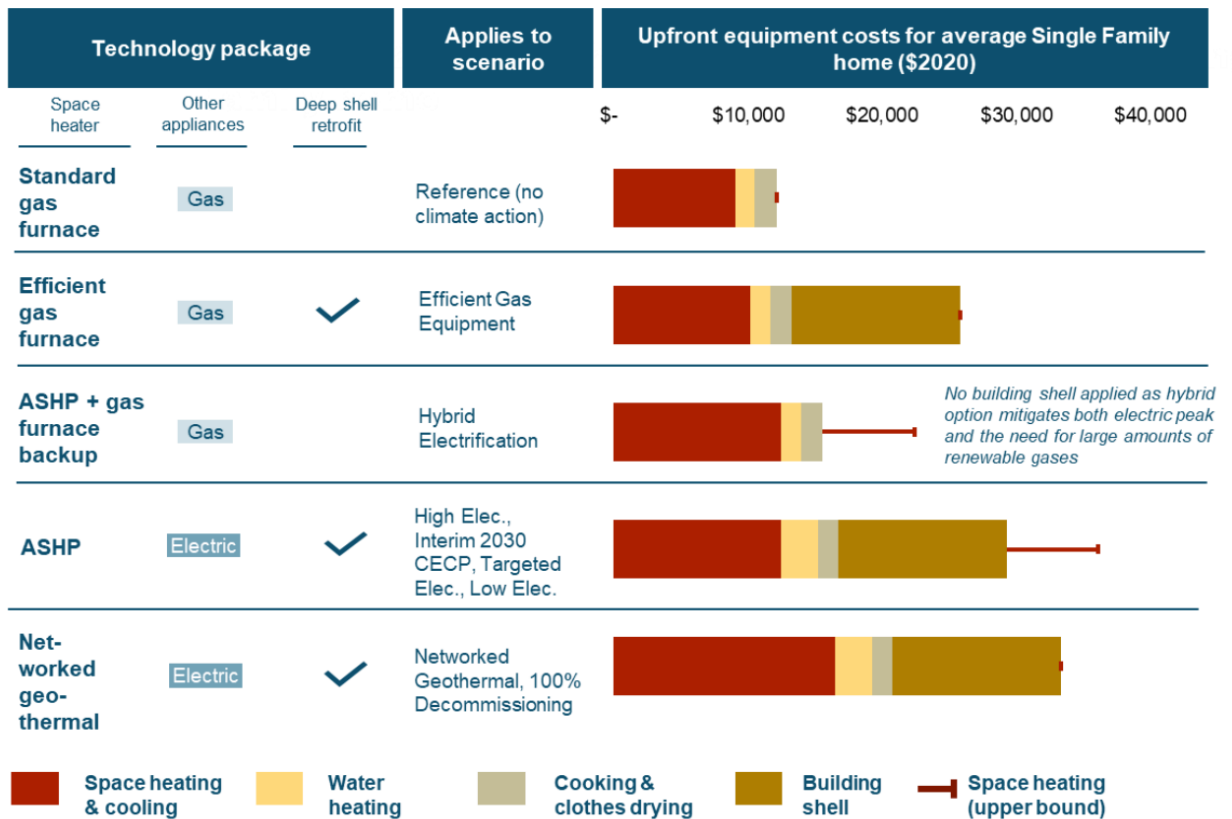 Technology package
Applies to
scenario
Upfront equipment costs for average Single Family
home ($2020)
Space
heater
Other
appliances
Deep shell
retrofit
$-
$10,000
$20,000
$30,000
$40,000
Standard
gas
furnace
Gas
Reference (no
climate action)
Efficient
gas
furnace
Gas
Efficient Gas
Equipment
ASHP + gas
furnace
backup
Gas
Hybrid
Electrification
No building shell applied as hybrid
option mitigates both electric peak
and the need for large amounts of
renewable gases
ASHP
Electric
High Elec.,
Interim 2030
CECP, Targeted
Elec., Low Elec.
Net-
worked
geo-
thermal
Electric
Networked
Geothermal, 100%
Decommissioning
Space heating
& cooling
Water
heating
Cooking &
clothes drying
Building
shell
Space heating
(upper bound)